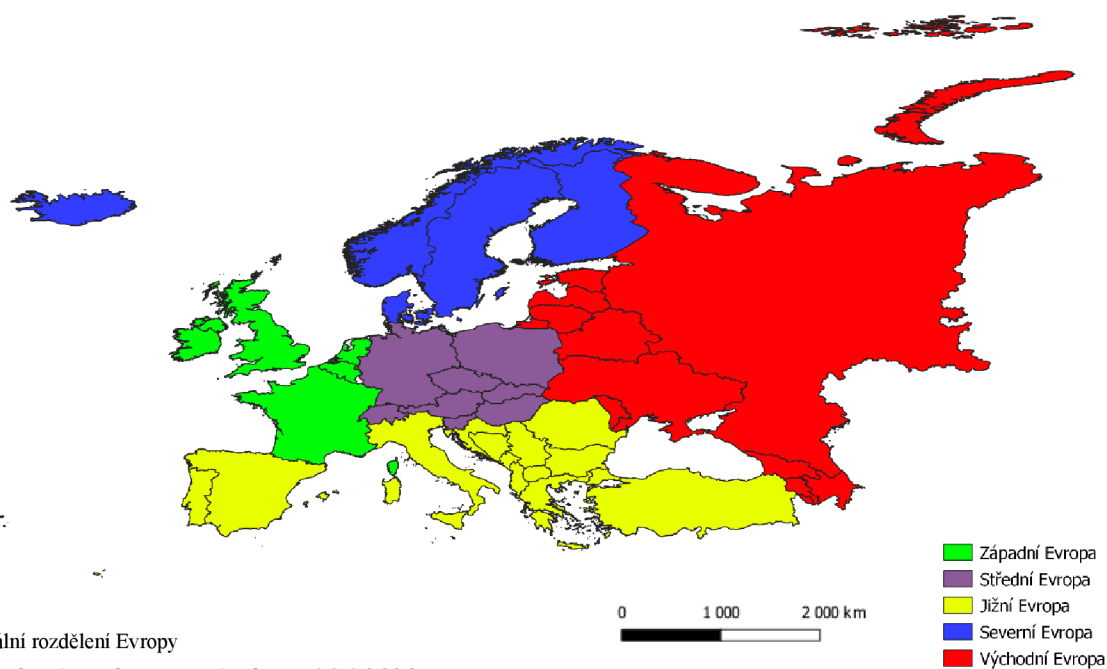 Západní Evropa
Střední Evropa
Jižní Evropa
Severní Evropa
Východní Evropa
0 1 000 2 000 km
ální rozdělení Evropy